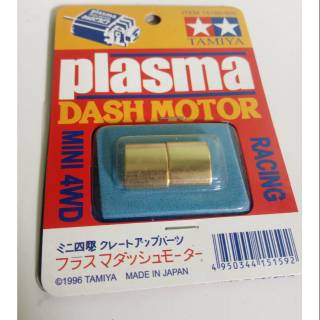 TAMIYA
plasma
DASH MOTOR
MINI 4WD
RACING
ミニ四駆 グレードアップパーツ
プラズマダッシュモーター
©1996 TAMIYA MADE IN JAPAN
4950344151592